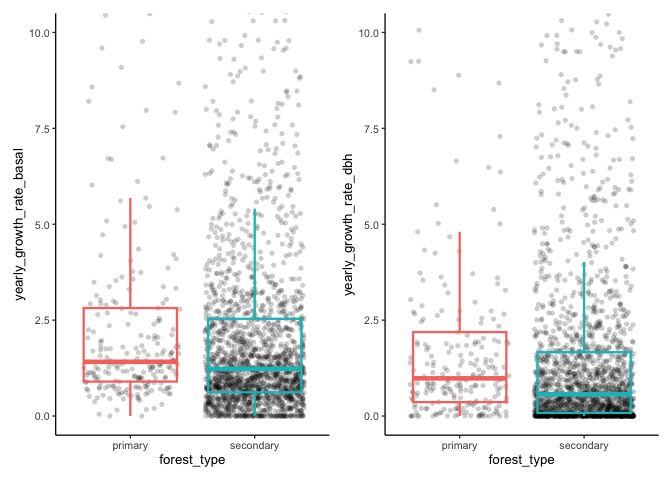 yearly_growth_rate_basal
10.0
7.5
5.0
2.5
0.0
primary secondary
forest_type
yearly_growth_rate_dbh
10.0
7.5
5.0
2.5
0.0
primary secondary
forest_type